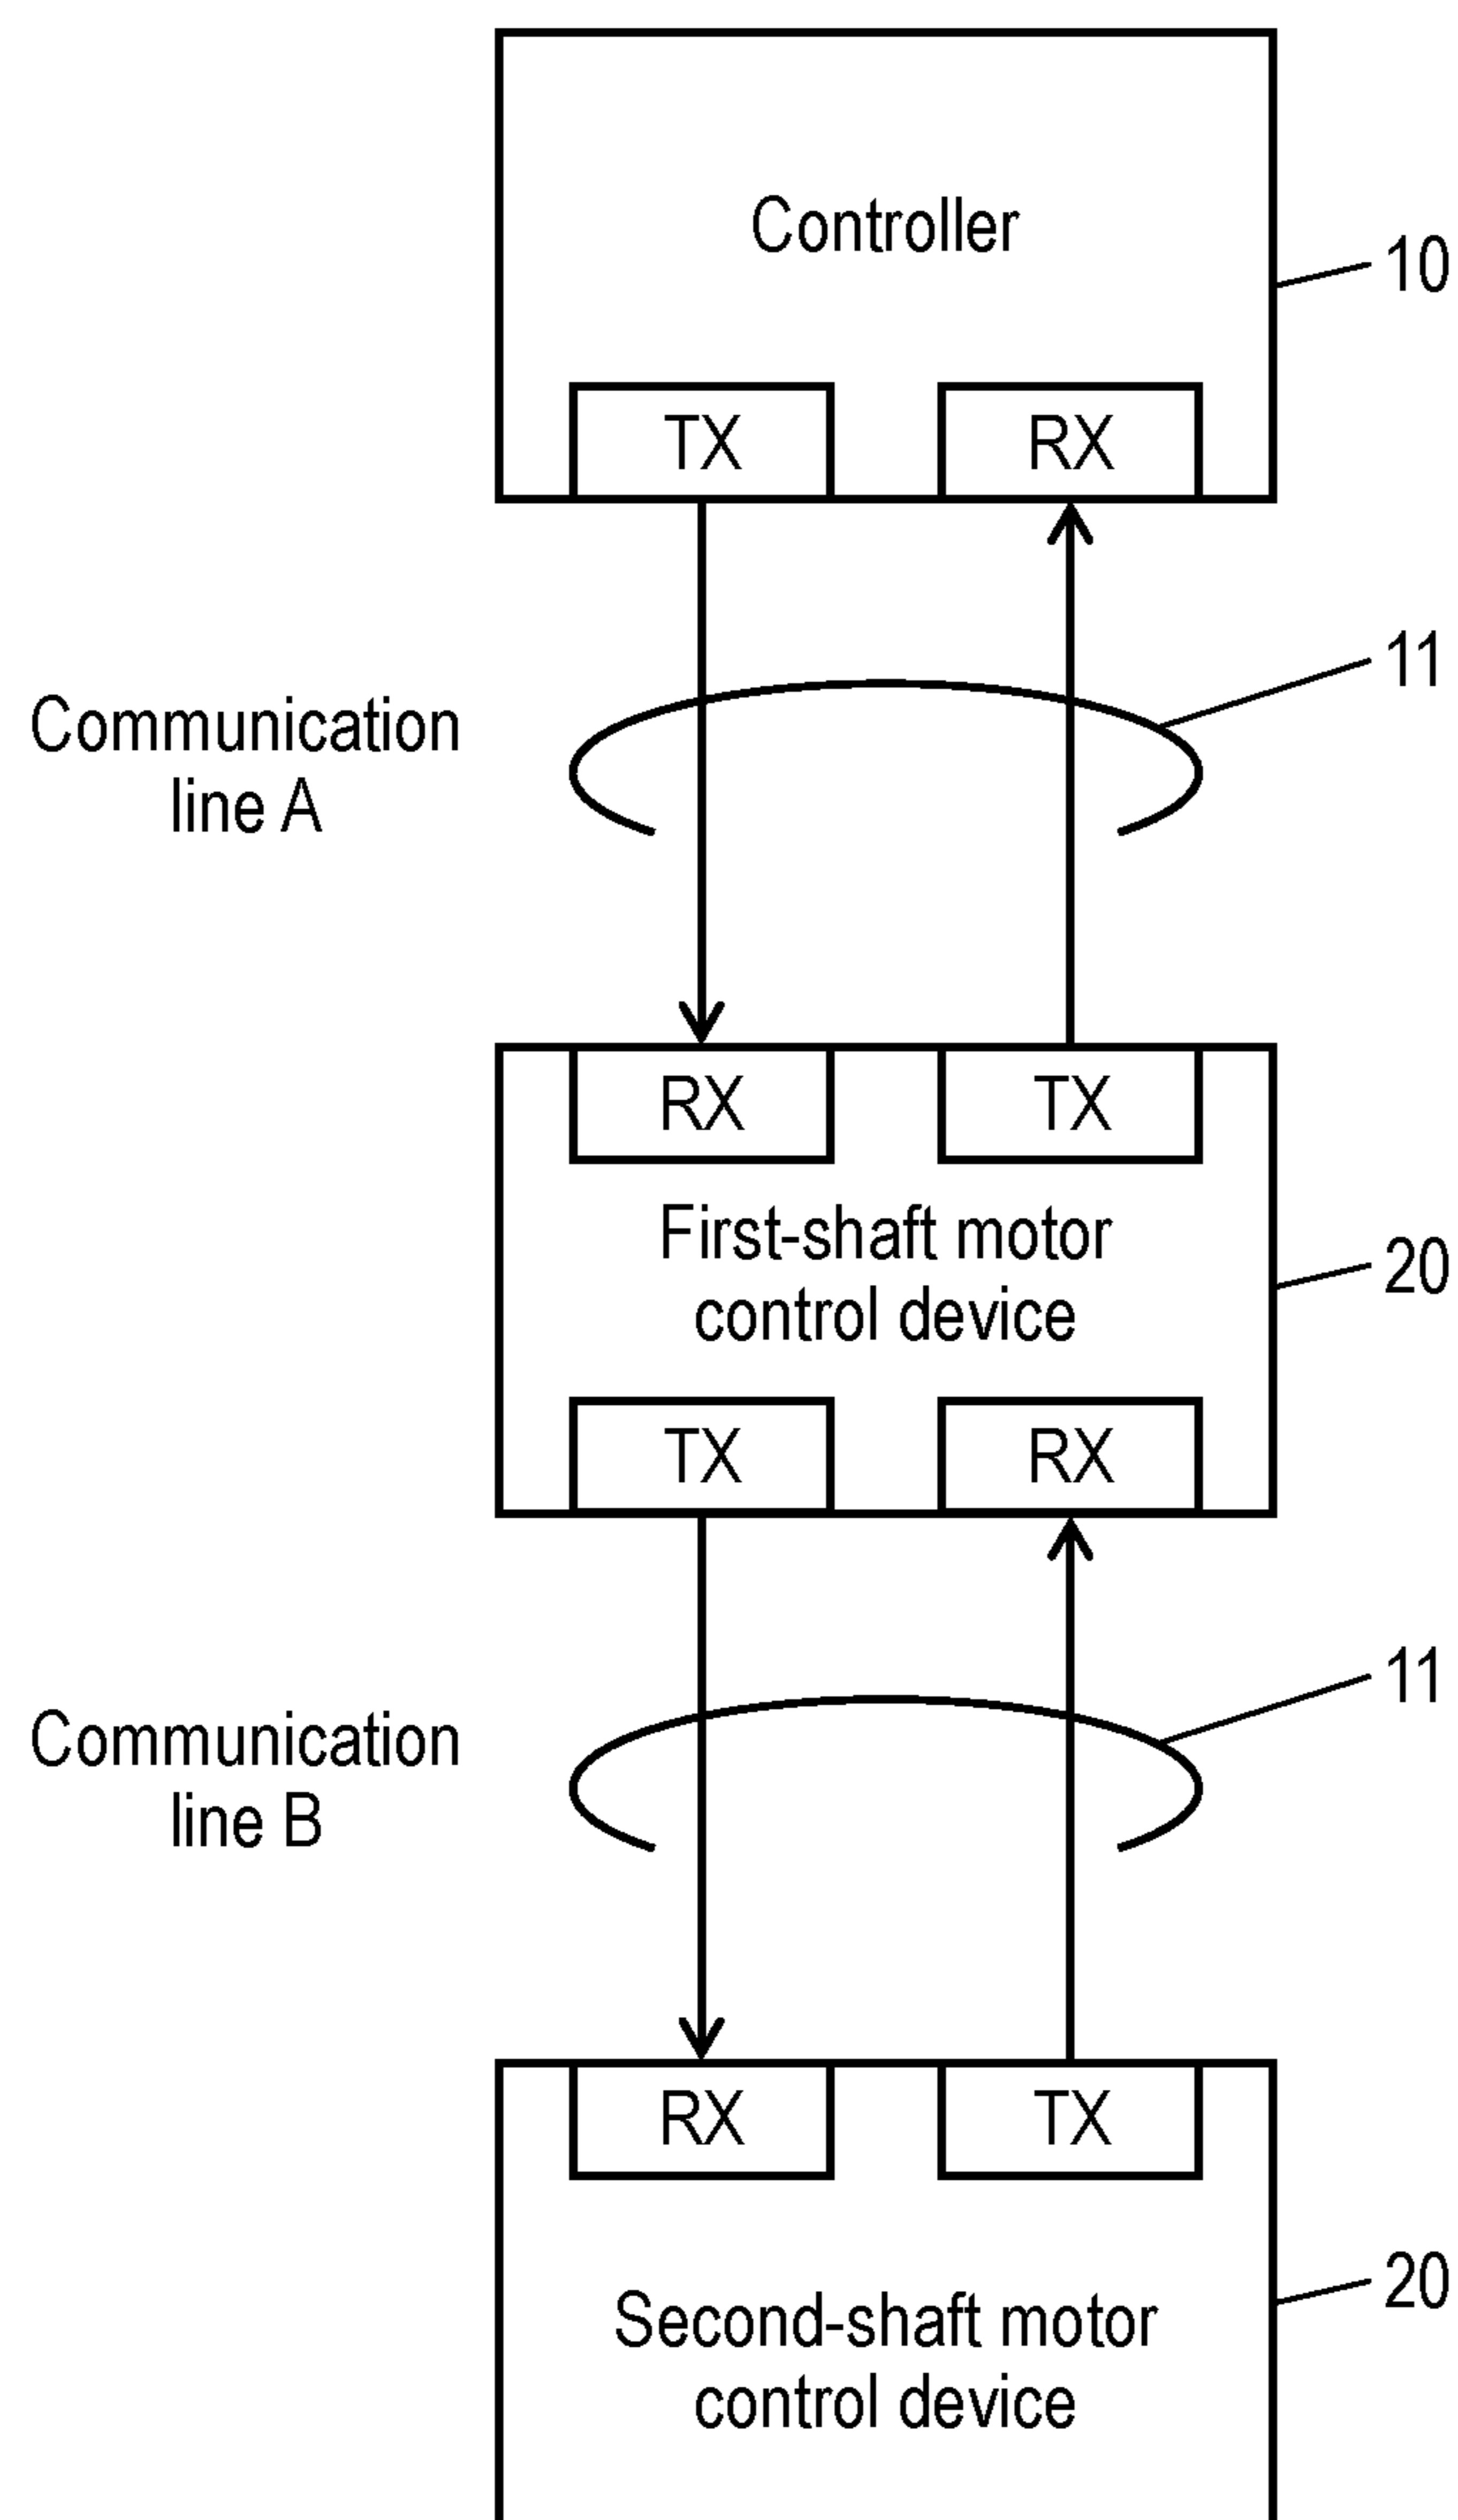 Controller
10
TX
RX
11
Communication
line A
RX
TX
First-shaft motor
control device
20
TX
RX
11
Communication
line B
RX
TX
Second-shaft motor
control device
20